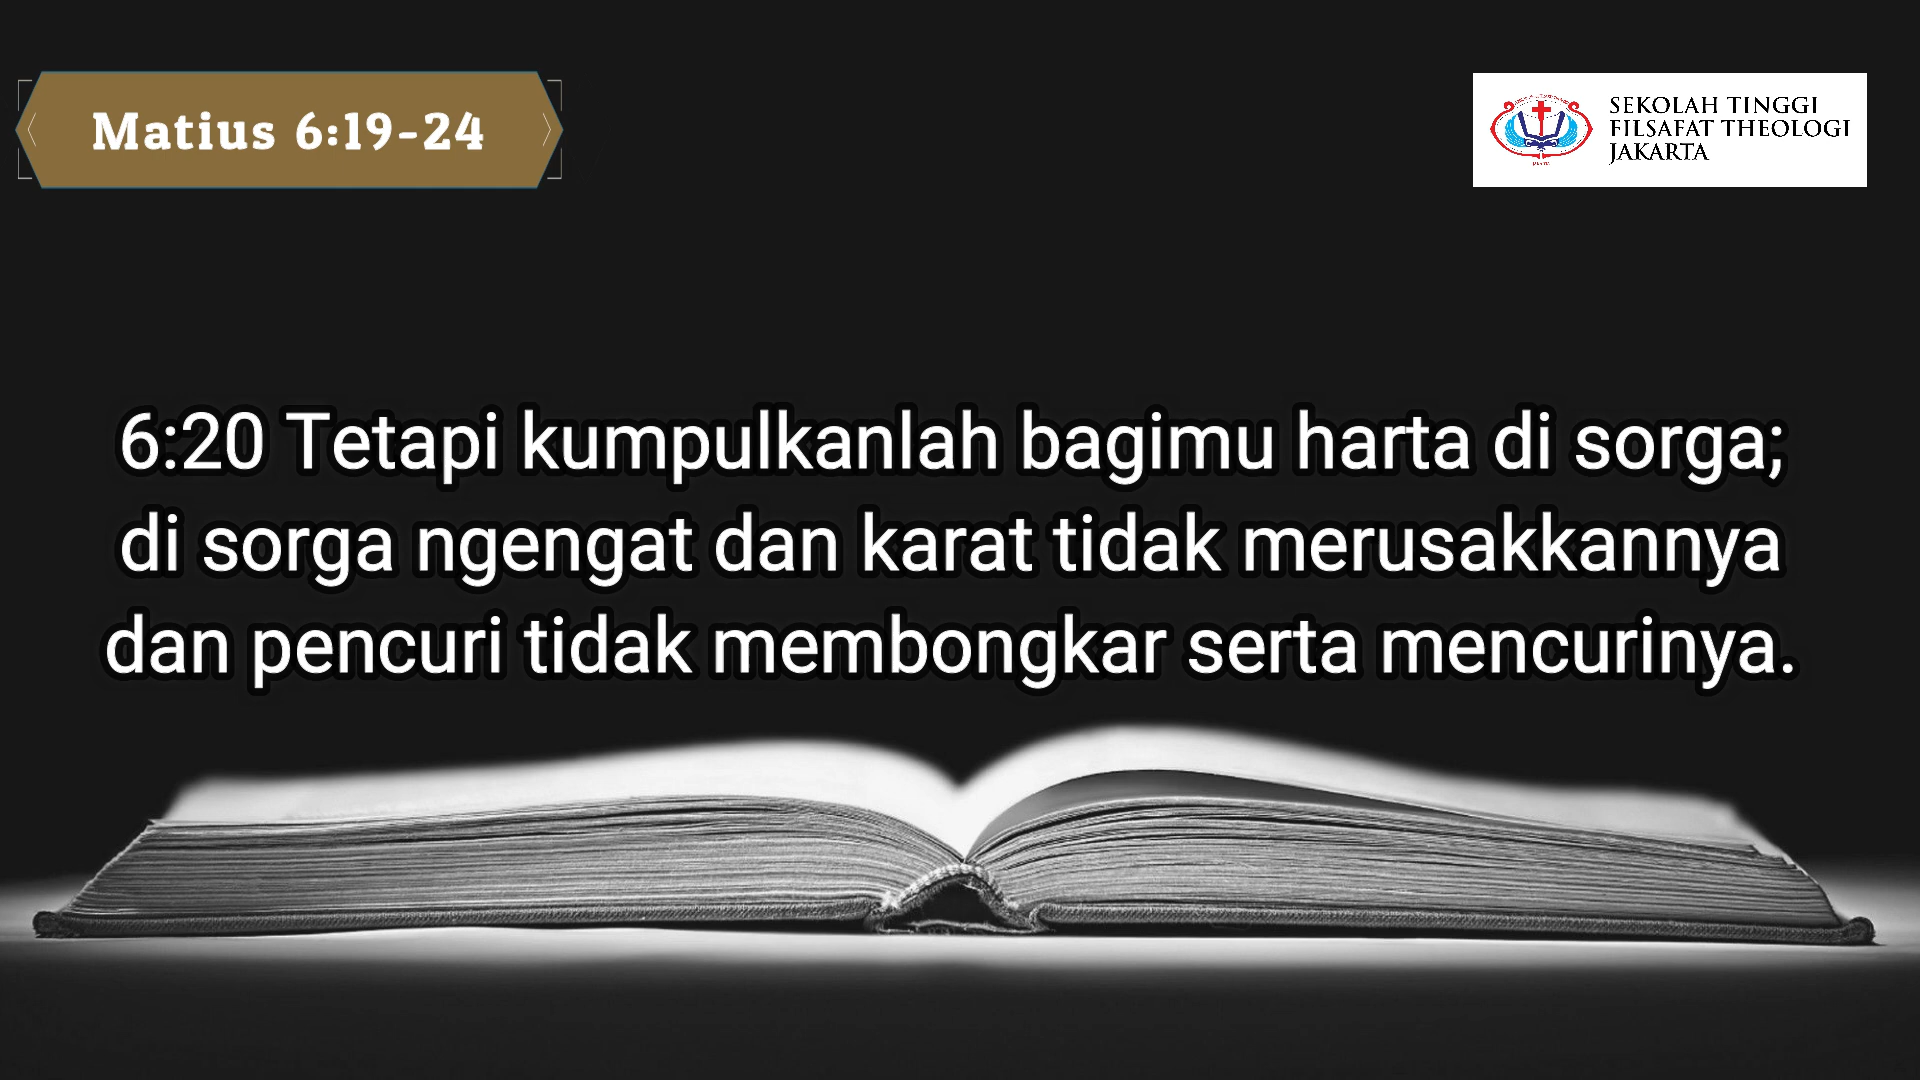 Matius 6:19-24
SEKOLAH TINGGI
FILSAFAT THEOLOGI
JAKARTA
6:20 Tetapi kumpulkanlah bagimu harta di sorga;
di sorga ngengat dan karat tidak merusakkannya
dan pencuri tidak membongkar serta mencurinya.